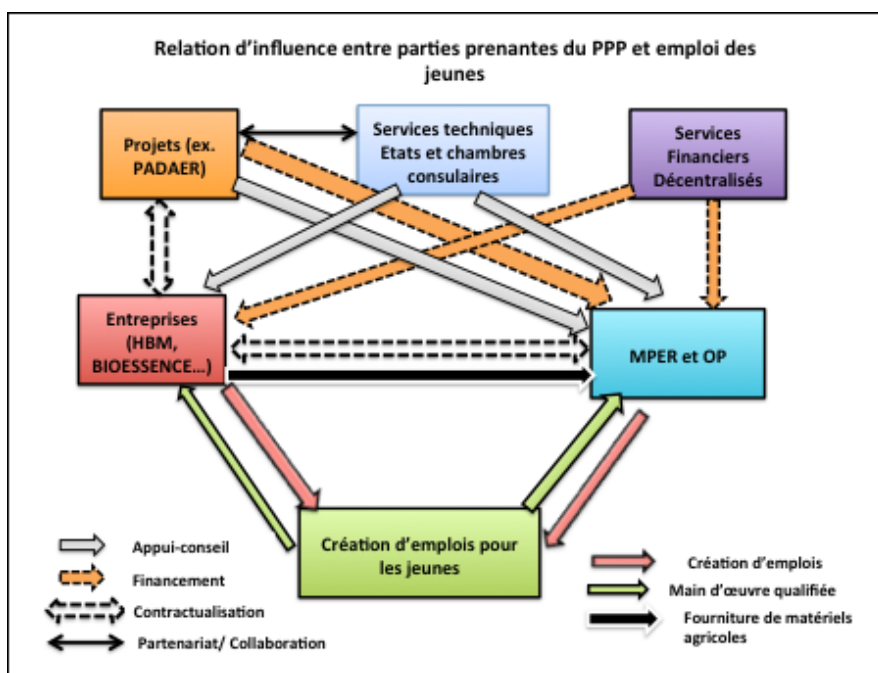 Relation d'influence entre parties prenantes du PPP et emploi des
jeunes
Projets (ex.
PADAER)
Services techniques
Etats et chambres
consulaires
Services
Financiers
Décentralisés
Entreprises
(HBM,
BIOESSENCE...)
MPER et OP
Création d'emplois pour
les jeunes
Appui-conseil
Financement
Contractualisation
Partenariat/ Collaboration
Création d'emplois
Main d'œuvre qualifiée
Fourniture de matériels
agricoles